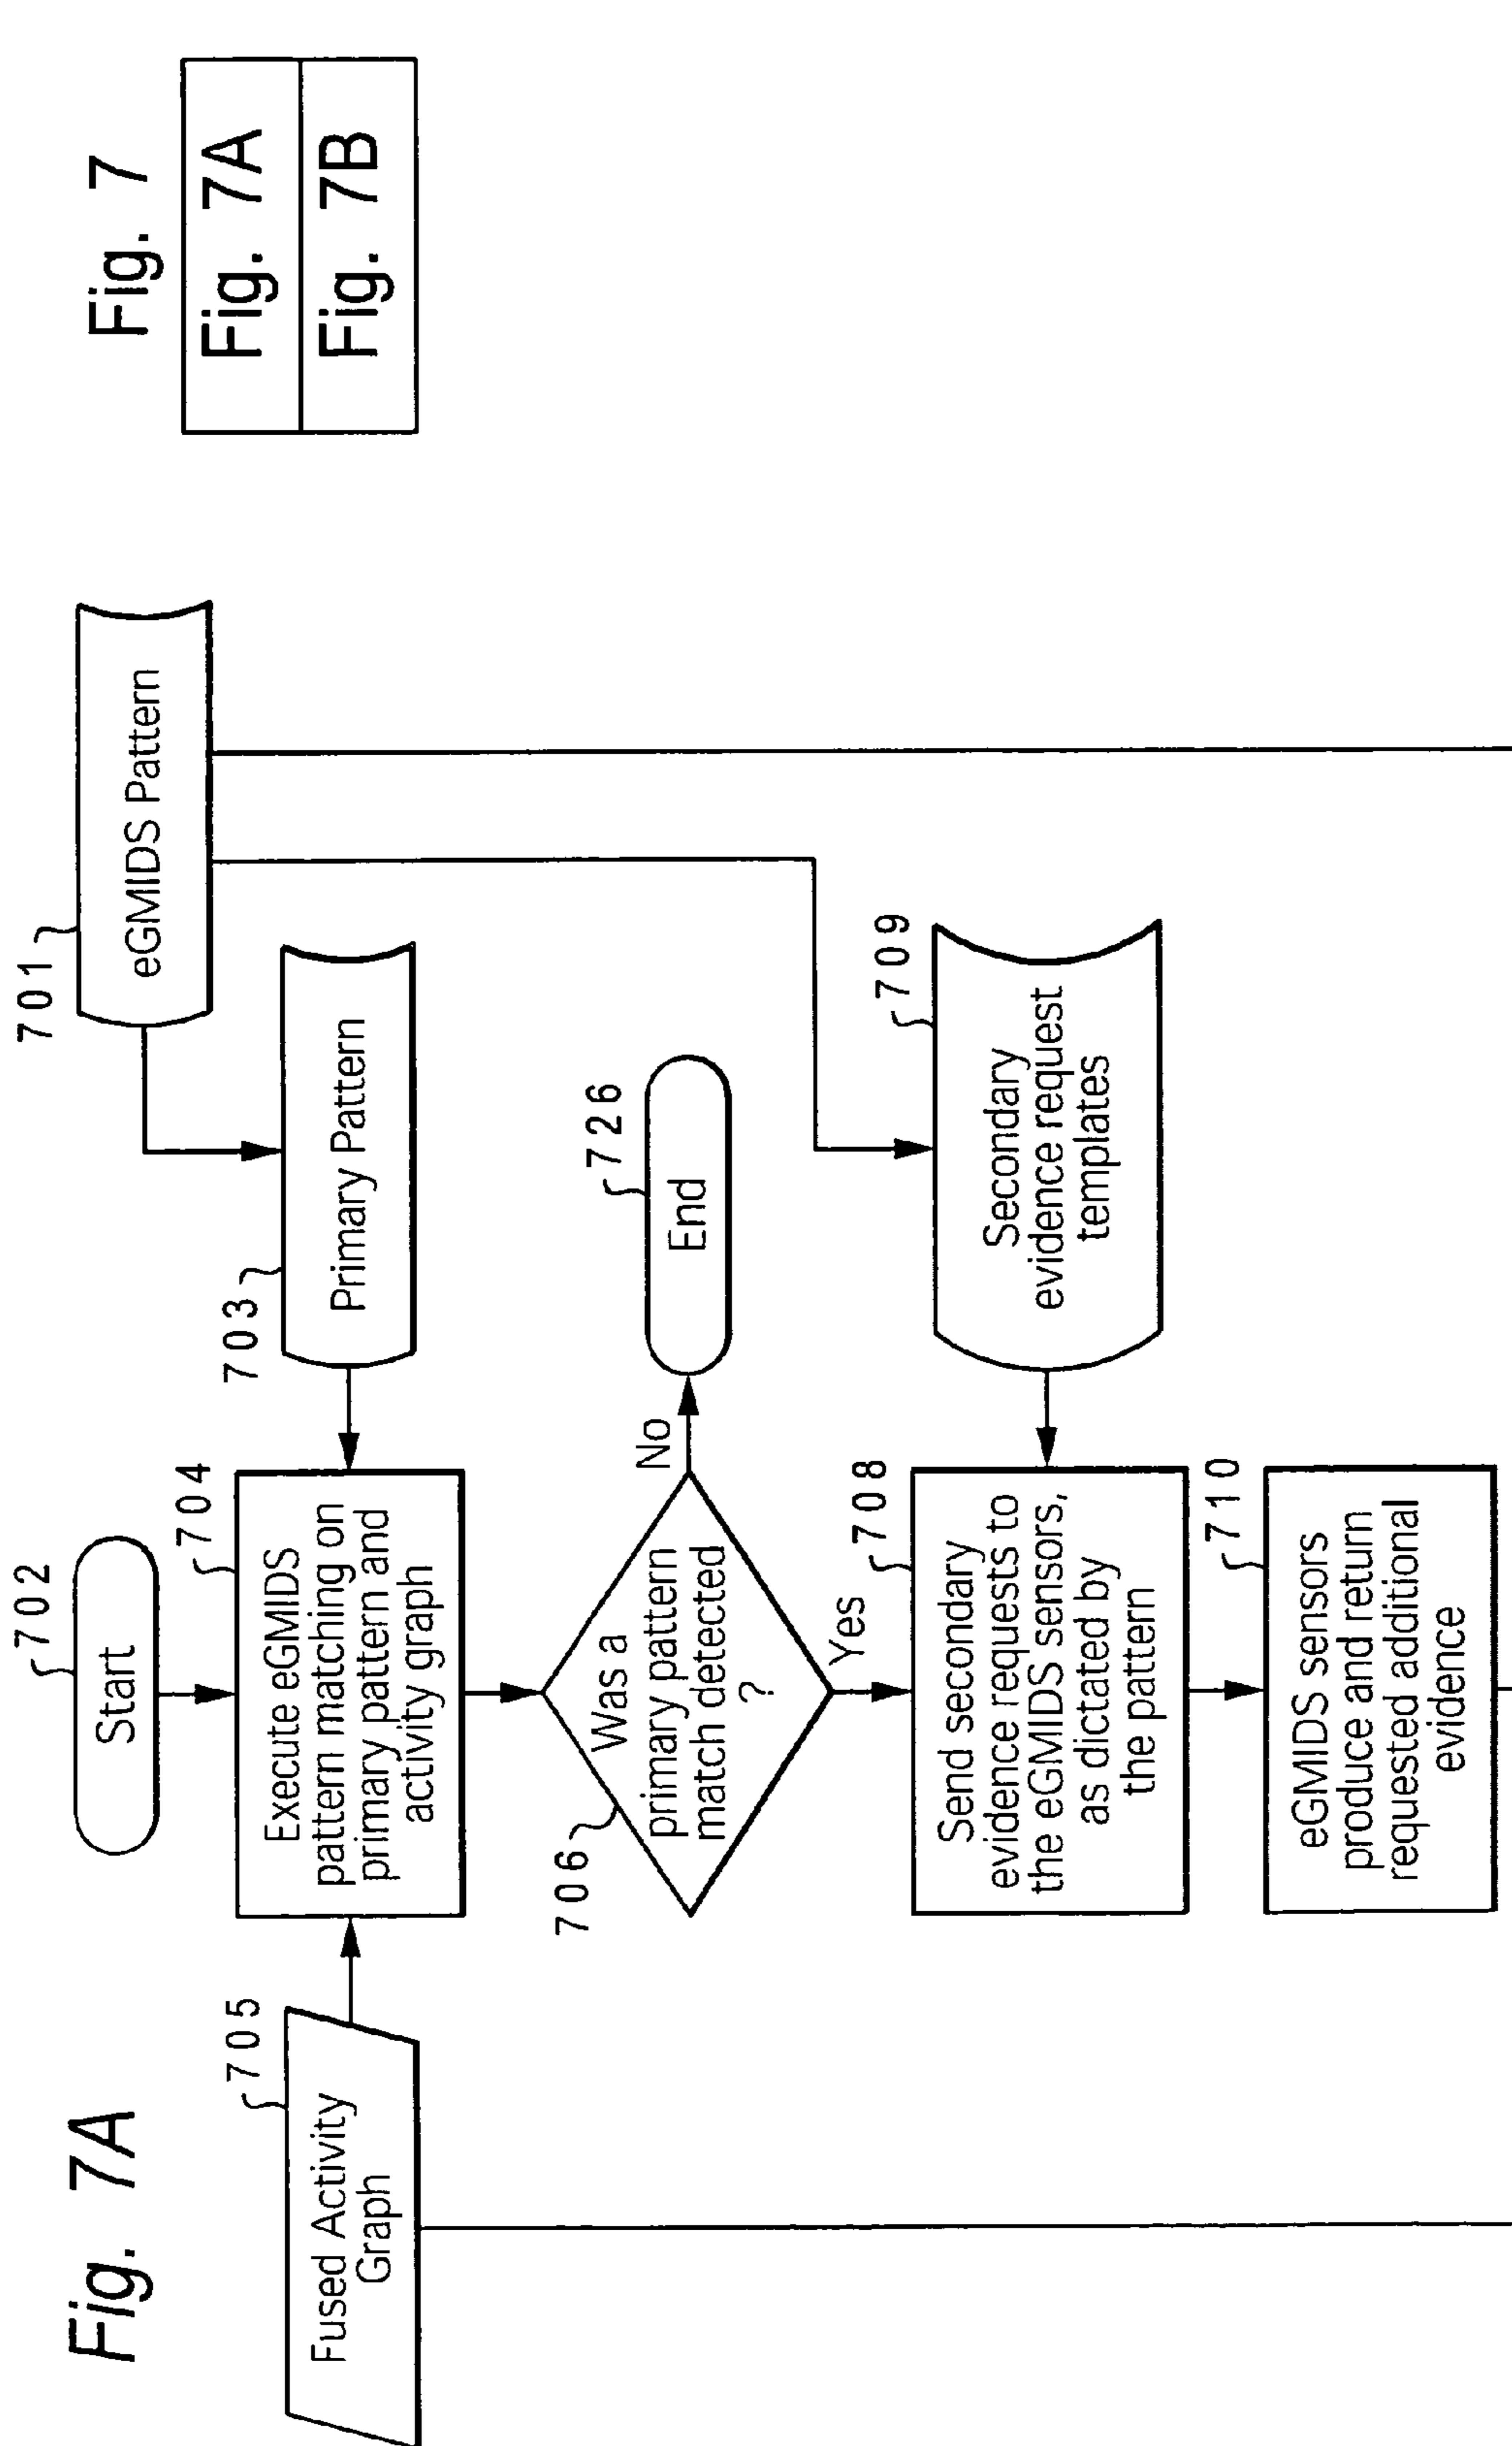 Fig. 7A
Fig. 7
Fig. 7A
Fig. 7B
702
Start
701
eGMIDS Pattern
705
Fused Activity
Graph
704
Execute eGMIDS
pattern matching on
primary pattern and
activity graph
703
Primary Pattern
706
Was a
primary pattern
match detected
?
No
726
End
Yes
708
Send secondary
evidence requests to
the eGMIDS sensors,
as dictated by
the pattern
709
Secondary
evidence request
templates
710
eGMIDS sensors
produce and return
requested additional
evidence